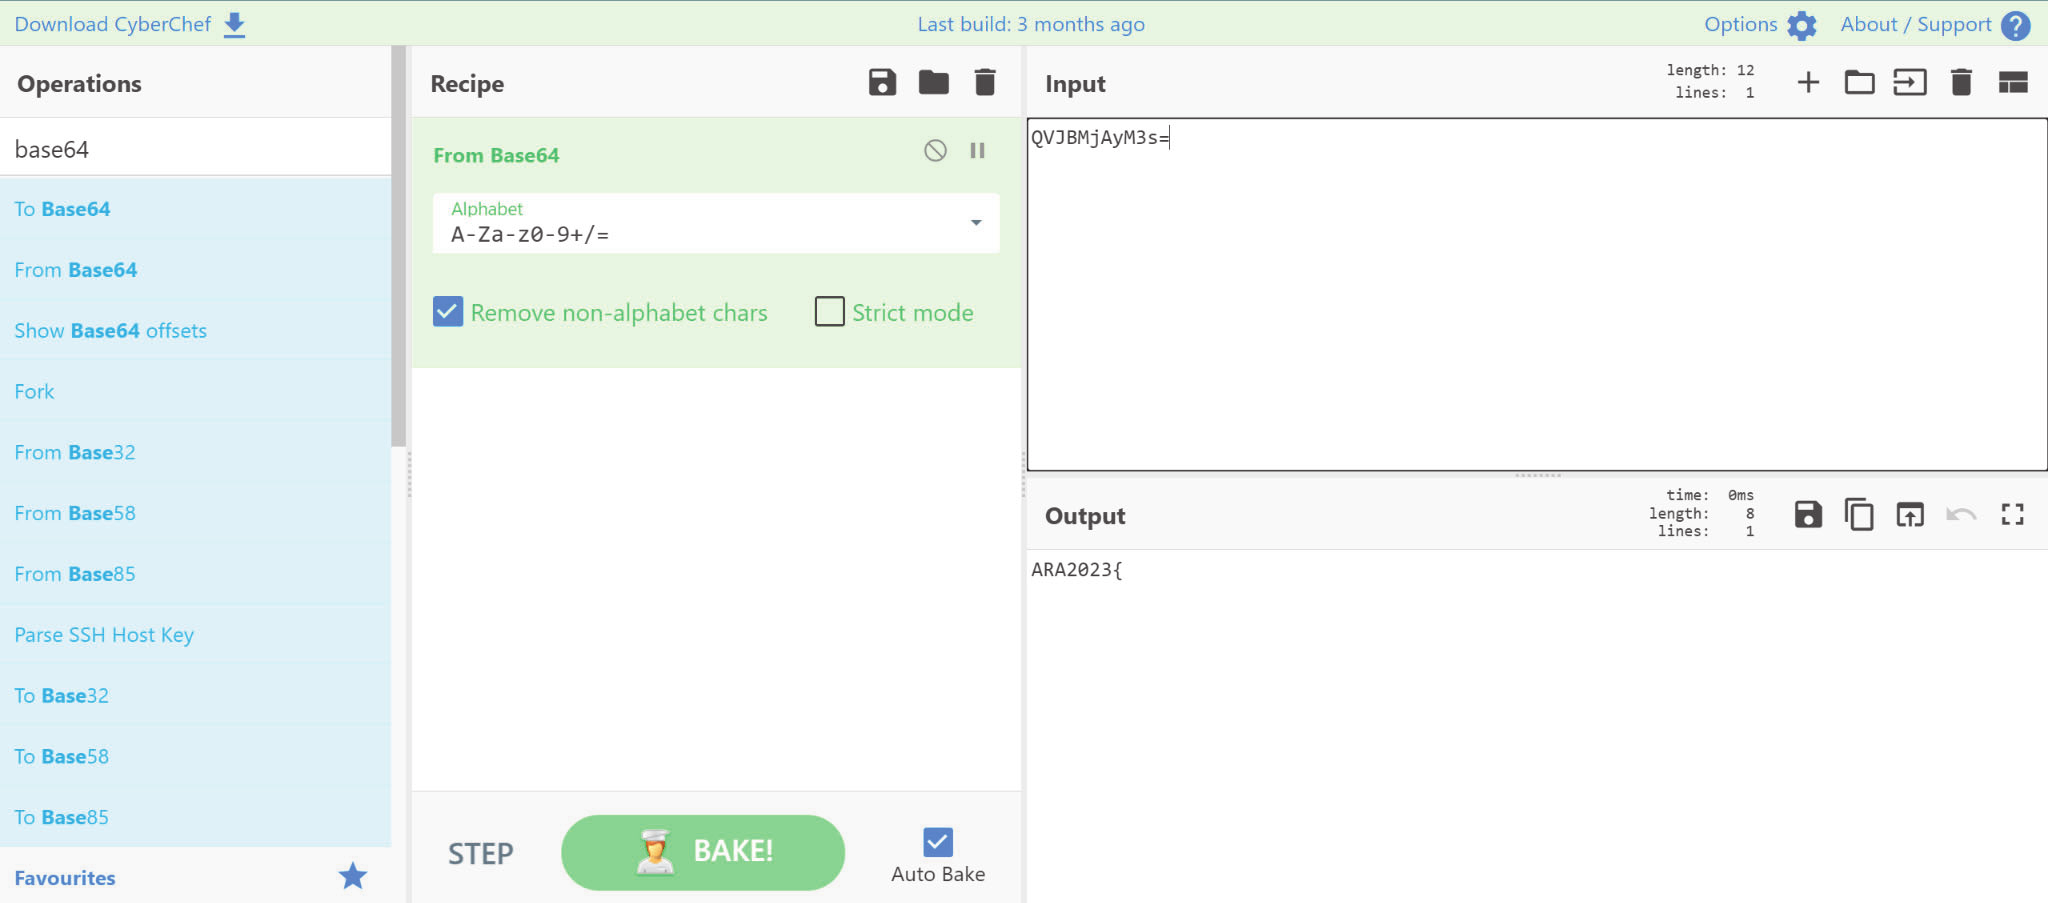 Download CyberChef
Last build: 3 months ago
Options
About / Support
Operations
base64
To Base64
From Base64
Show Base64 offsets
Fork
From Base32
From Base58
From Base85
Parse SSH Host Key
To Base32
To Base58
To Base85
Favourites
Recipe
From Base64
Alphabet
A-Za-z0-9+/=
Remove non-alphabet chars
Strict mode
STEP
BAKE!
Auto Bake
Input
length: 12
lines: 1
QVJBMjAyM3s=
Output
time: 0ms
length: 8
lines: 1
ARA2023{